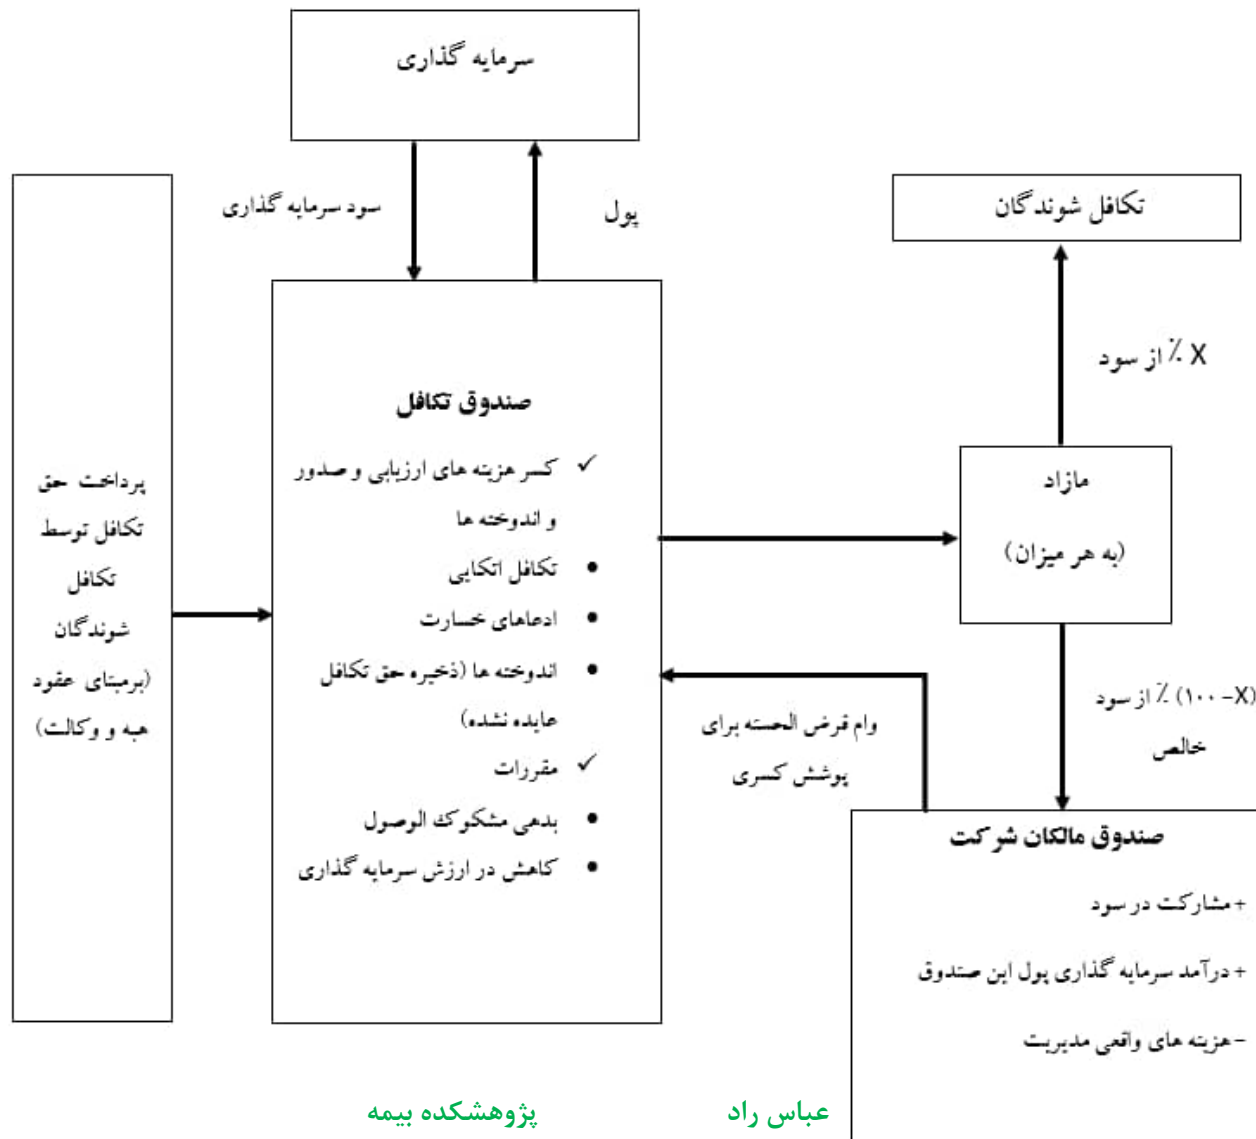 سرمایه گذاری
سود سرمایه گذاری
پول
تکافل شوندگان
X ٪ از سود
پرداخت حق
تکافل توسط
تکافل
شوندگان
(برمبنای عقود
هبه و وکالت)
صندوق تکافل
✓ کسر هزینه های ارزیابی و صدور
و اندوخته ها
• تکافل اتکایی
• ادعاهای خسارت
• اندوخته ها (ذخیره حق تکافل
عایده نشده)
✓ مقررات
• بدهی مشکوک الوصول
• کاهش در ارزش سرمایه گذاری
مازاد
(به هر میزان)
(۱۰۰-X) ٪ از سود
خالص
وام قرض الحسته برای
پوشش کسری
صندوق مالکان شرکت
+ مشارکت در سود
+ درآمد سرمایه گذاری پول این صندوق
- هزینه های واقعی مدیریت
عباس راد
پژوهشکده بیمه